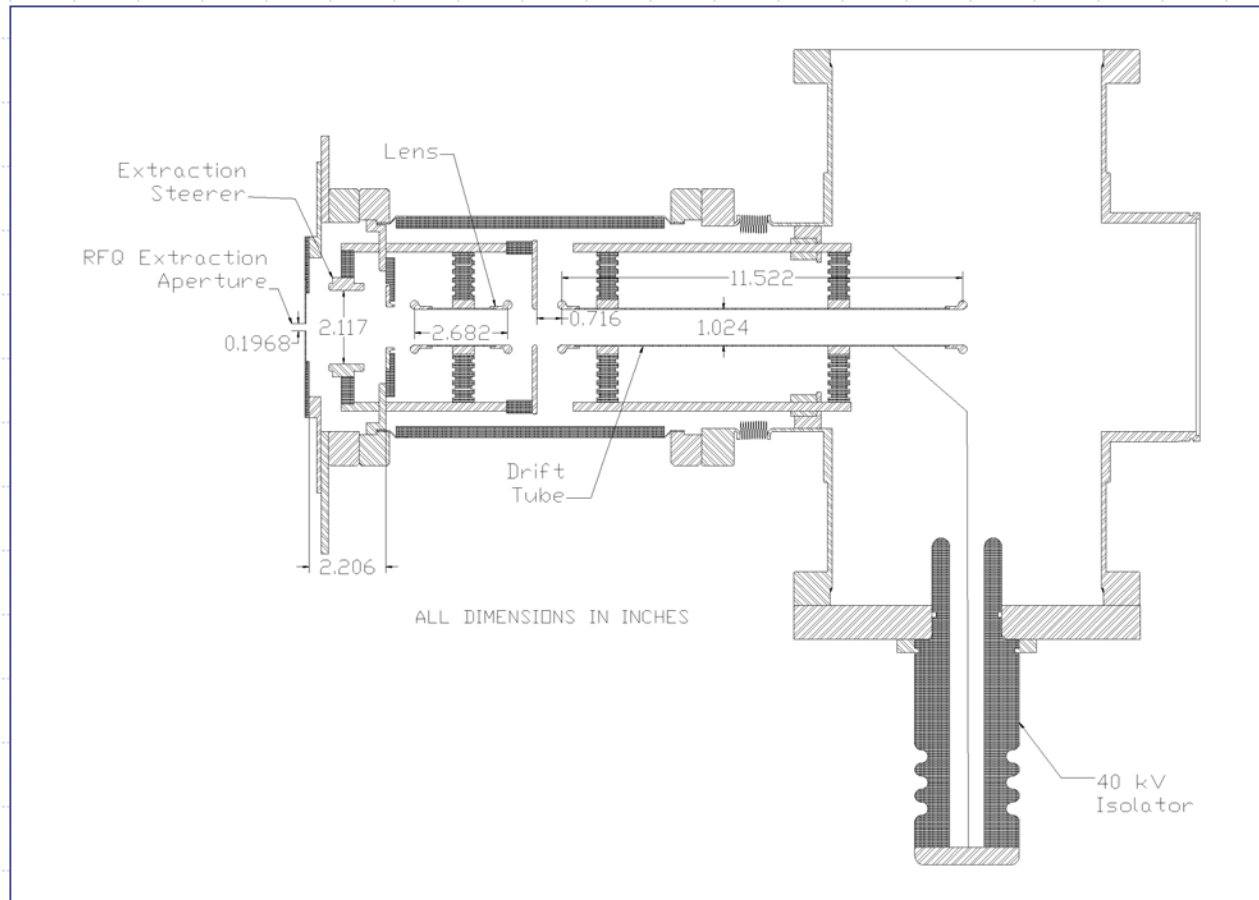 Lens
Extraction
Steerer
RFQ Extraction
Aperture
11.522
0.716
2.117
2.682
1.024
0.1968
Drift
Tube
2.206
ALL DIMENSIONS IN INCHES
40 kV
Isolator